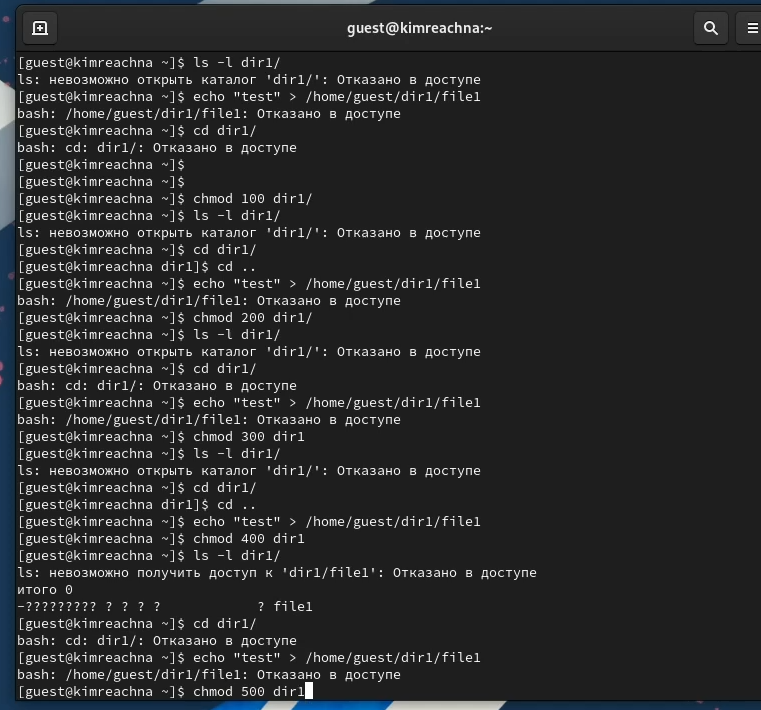 guest@kimreachna:~
[guest@kimreachna ~]$ ls -l dir1/
ls: невозможно открыть каталог 'dir1/': Отказано в доступе
[guest@kimreachna ~]$ echo "test" > /home/guest/dir1/file1
bash: /home/guest/dir1/file1: Отказано в доступе
[guest@kimreachna ~]$ cd dir1/
bash: cd: dir1/: Отказано в доступе
[guest@kimreachna ~]$
[guest@kimreachna ~]$
[guest@kimreachna ~]$ chmod 100 dir1/
[guest@kimreachna ~]$ ls -l dir1/
ls: невозможно открыть каталог 'dir1/': Отказано в доступе
[guest@kimreachna ~]$ cd dir1/
[guest@kimreachna dir1]$ cd ..
[guest@kimreachna ~]$ echo "test" > /home/guest/dir1/file1
bash: /home/guest/dir1/file1: Отказано в доступе
[guest@kimreachna ~]$ chmod 200 dir1/
[guest@kimreachna ~]$ ls -l dir1/
ls: невозможно открыть каталог 'dir1/': Отказано в доступе
[guest@kimreachna ~]$ cd dir1/
bash: cd: dir1/: Отказано в доступе
[guest@kimreachna ~]$ echo "test" > /home/guest/dir1/file1
bash: /home/guest/dir1/file1: Отказано в доступе
[guest@kimreachna ~]$ chmod 300 dir1
[guest@kimreachna ~]$ ls -l dir1/
ls: невозможно открыть каталог 'dir1/': Отказано в доступе
[guest@kimreachna ~]$ cd dir1/
[guest@kimreachna dir1]$ cd ..
[guest@kimreachna ~]$ echo "test" > /home/guest/dir1/file1
[guest@kimreachna ~]$ chmod 400 dir1
[guest@kimreachna ~]$ ls -l dir1/
ls: невозможно получить доступ к 'dir1/file1': Отказано в доступе
итого 0
-????????? ? ? ? ?            ? file1
[guest@kimreachna ~]$ cd dir1/
bash: cd: dir1/: Отказано в доступе
[guest@kimreachna ~]$ echo "test" > /home/guest/dir1/file1
bash: /home/guest/dir1/file1: Отказано в доступе
[guest@kimreachna ~]$ chmod 500 dir1